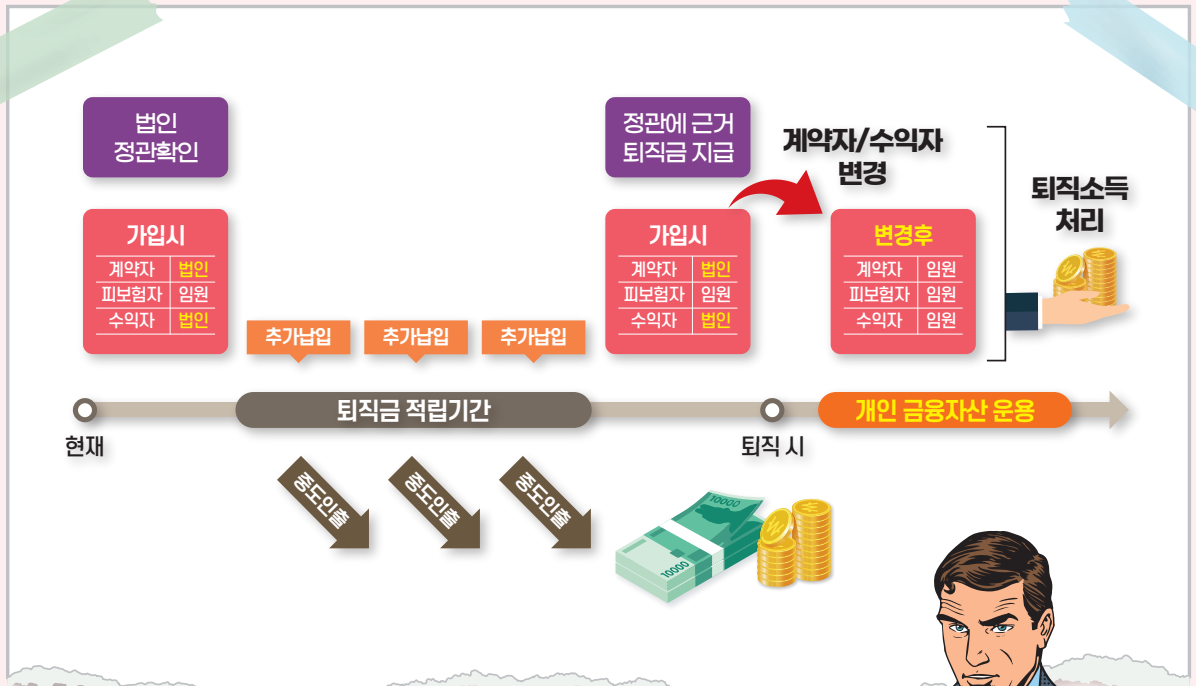 법인
정관확인
정관에 근거
퇴직금 지급
계약자/수익자
변경
퇴직소득
처리
가입시
계약자 법인
피보험자 임원
수익자 법인
가입시
계약자 법인
피보험자 임원
수익자 법인
변경후
계약자 임원
피보험자 임원
수익자 임원
추가납입
추가납입
추가납입
퇴직금 적립기간
개인 금융자산 운용
현재
퇴직 시
중도인출
중도인출
중도인출
10000
10000